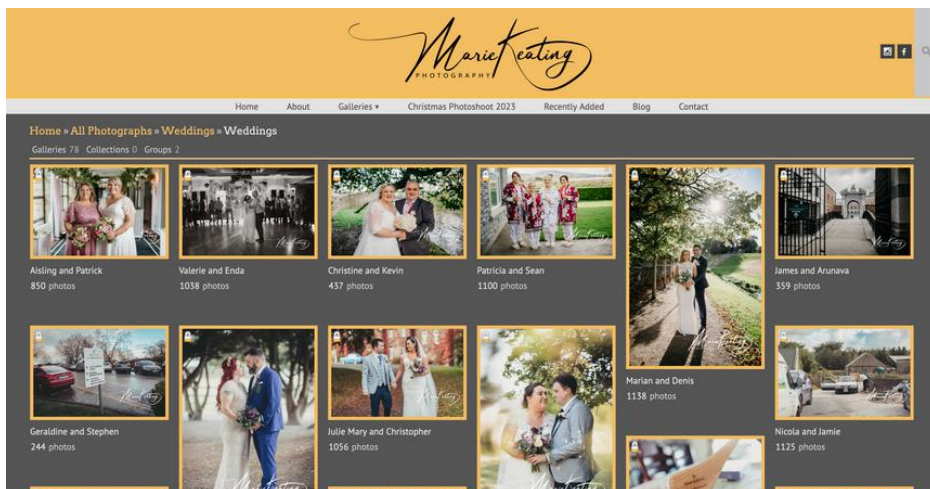 Marie Keating
PHOTOGRAPHY
Home About Galleries ▾ Christmas Photoshoot 2023 Recently Added Blog Contact
Home » All Photographs » Weddings » Weddings
Galleries 78 Collections 0 Groups 2
Aisling and Patrick
850 photos
Valerie and Enda
1038 photos
Christine and Kevin
437 photos
Patricia and Sean
1100 photos
James and Arunava
359 photos
Marian and Denis
1138 photos
Geraldine and Stephen
244 photos
Julie Mary and Christopher
1056 photos
Nicola and Jamie
1125 photos